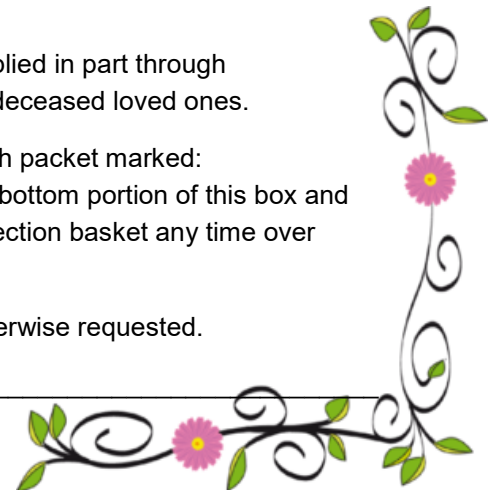 plied in part through
deceased loved ones.
h packet marked:
bottom portion of this box and
ection basket any time over
erwise requested.